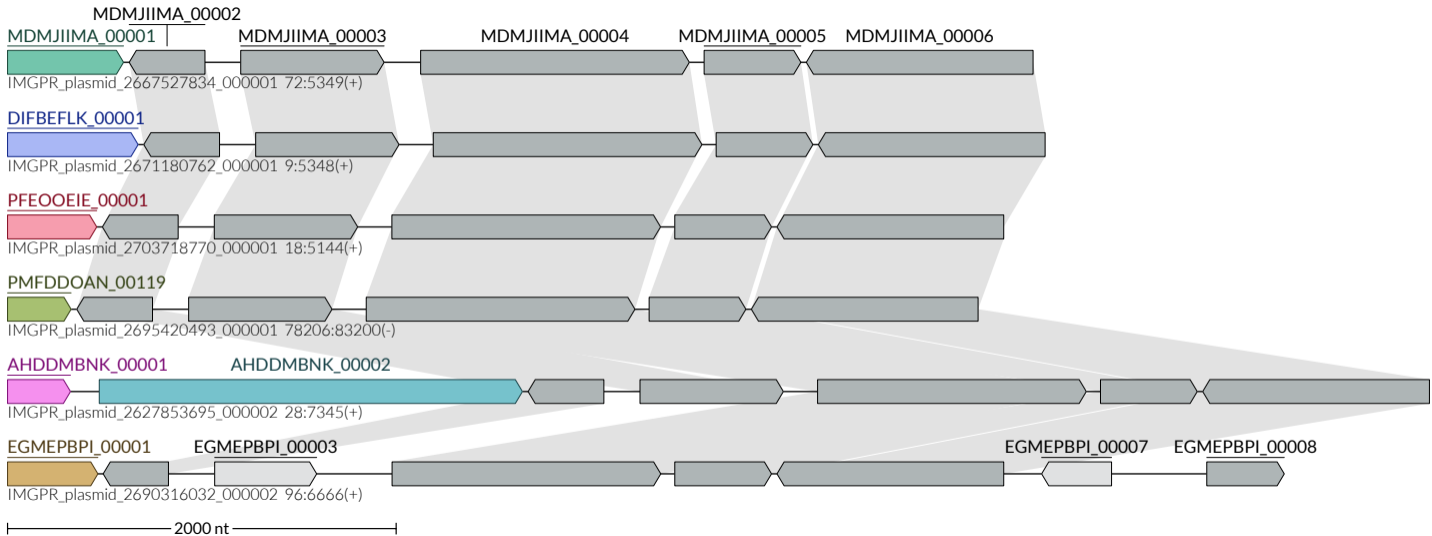 MDMJIIMA_00002
MDMJIIMA_00001 MDMJIIMA_00003 MDMJIIMA_00004 MDMJIIMA_00005 MDMJIIMA_00006
IMGPR_plasmid_2667527834_000001 72:5349(+)
DIFBEFLK_00001
IMGPR_plasmid_2671180762_000001 9:5348(+)
PFEOOEIE_00001
IMGPR_plasmid_2703718770_000001 18:5144(+)
PMFDDOAN_00119
IMGPR_plasmid_2695420493_000001 78206:83200(-)
AHDDMBNK_00001 AHDDMBNK_00002
IMGPR_plasmid_2627853695_000002 28:7345(+)
EGMEPBPI_00001 EGMEPBPI_00003 EGMEPBPI_00007 EGMEPBPI_00008
IMGPR_plasmid_2690316032_000002 96:6666(+)
2000 nt